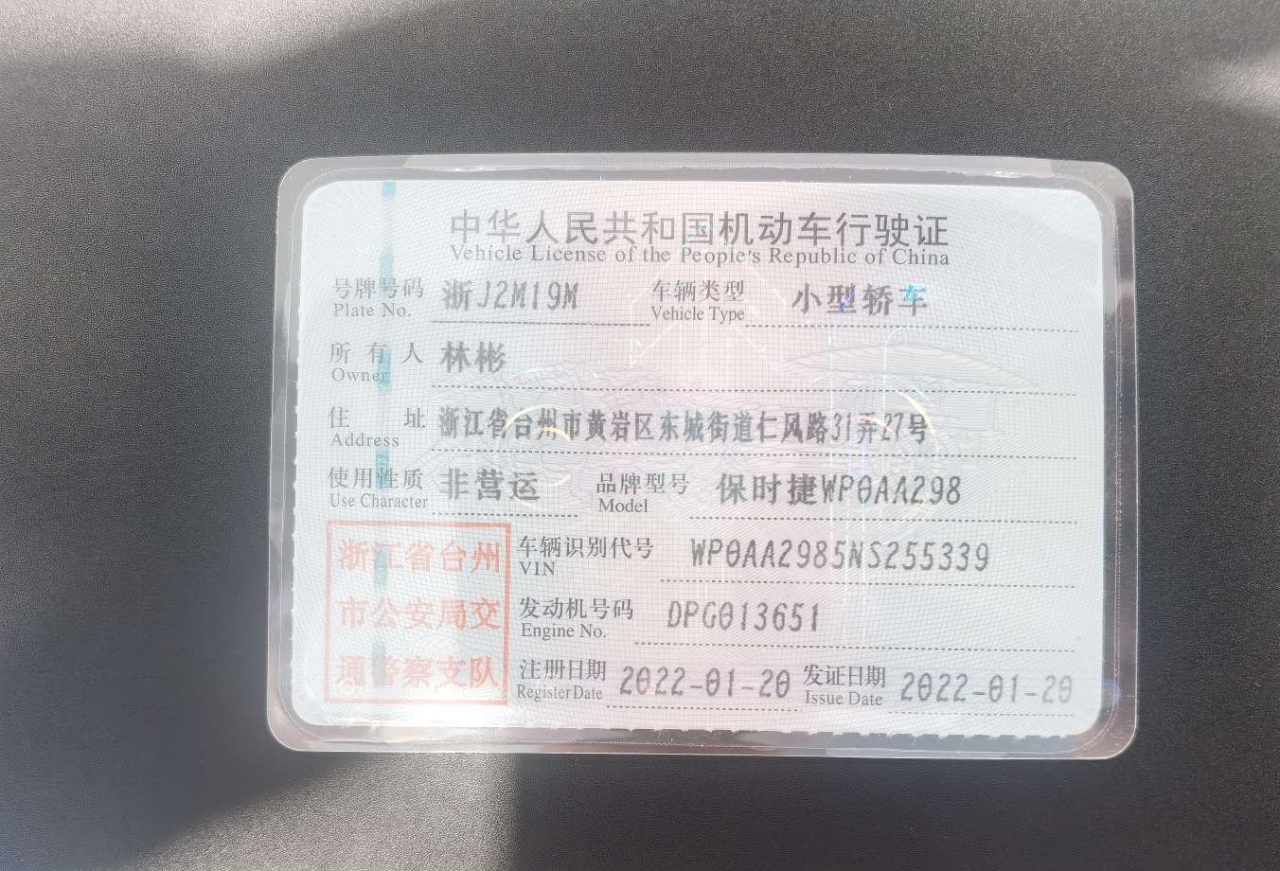 中华人民共和国机动车行驶证
Vehicle License of the People's Republic of China
号牌号码 浙J2M19M 车辆类型 小型轿车
Plate No. Vehicle Type
所有人 林彬
Owner
住址 浙江省台州市黄岩区东城街道仁风路31弄27号
Address
使用性质 非营运 品牌型号 保时捷WP0AA298
Use Character Model
浙江省台州
市公安局交
通警察支队
车辆识别代号 WP0AA2985NS255339
VIN
发动机号码 DPG013651
Engine No.
注册日期 2022-01-20 发证日期 2022-01-20
Register Date Issue Date